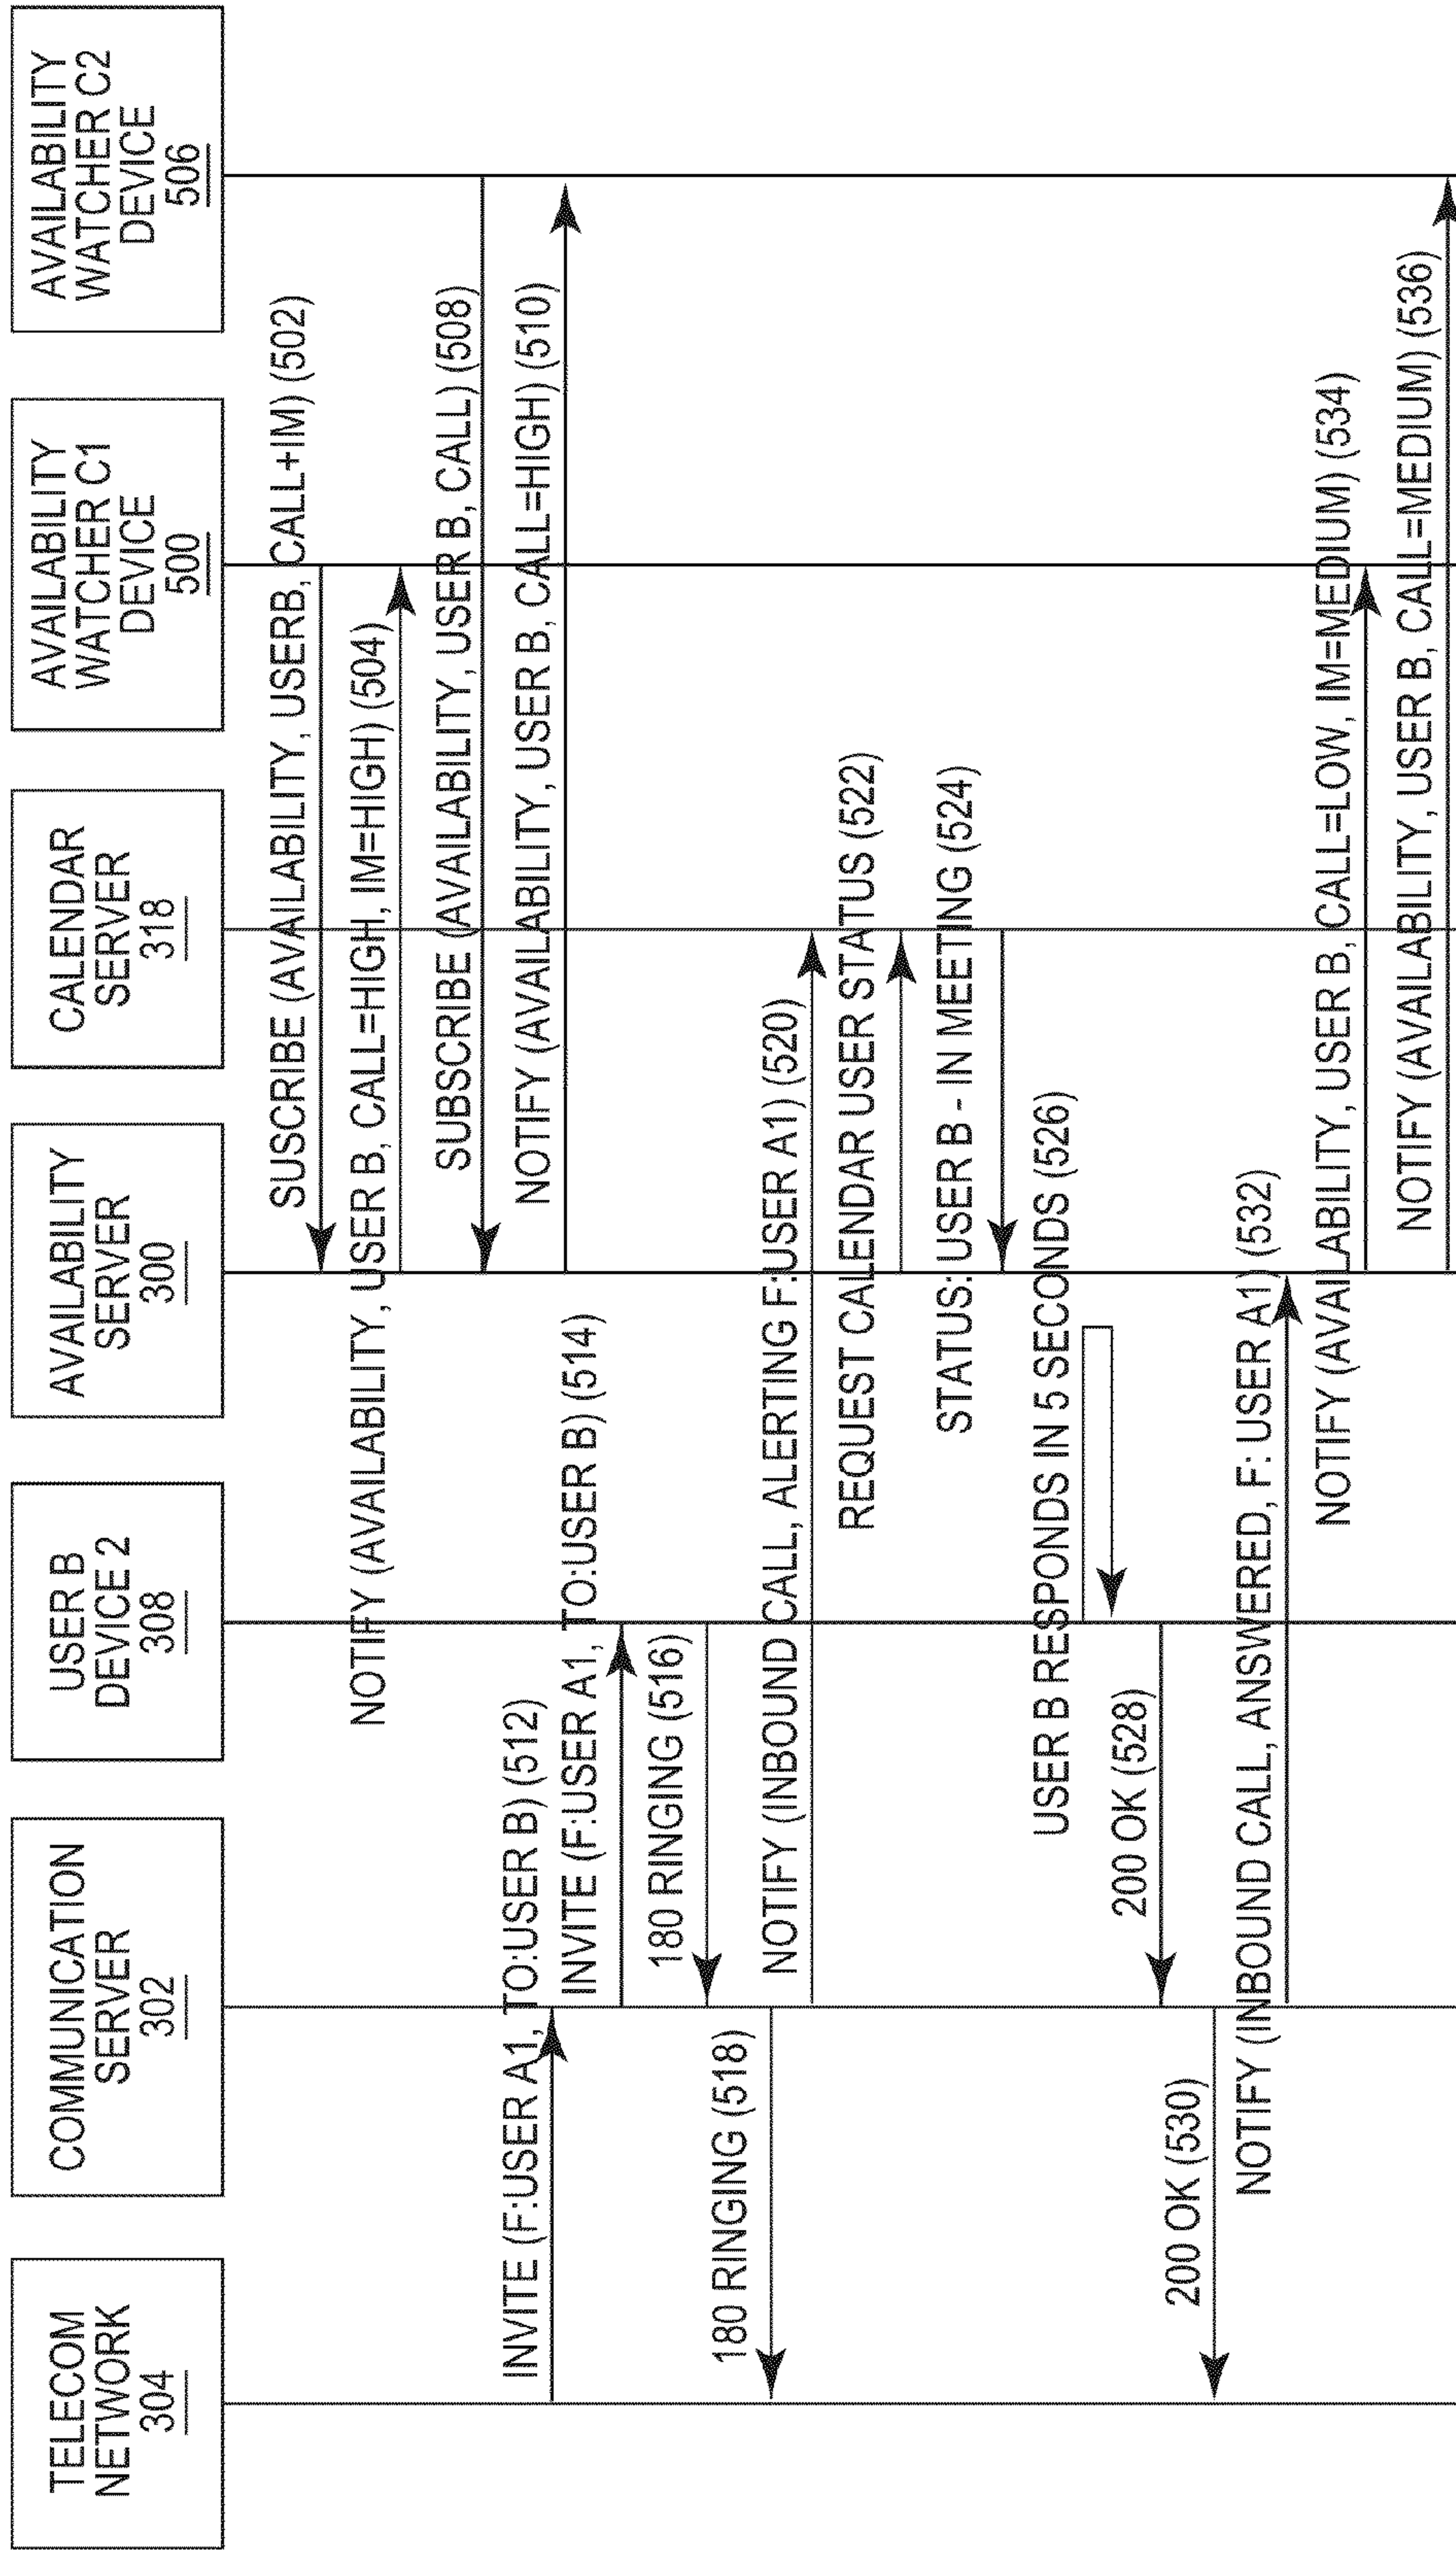 TELECOM
NETWORK
304
COMMUNICATION
SERVER
302
USER B
DEVICE 2
308
AVAILABILITY
SERVER
300
CALENDAR
SERVER
318
AVAILABILITY
WATCHER C1
DEVICE
500
AVAILABILITY
WATCHER C2
DEVICE
506
SUSCRIBE (AVAILABILITY, USERB, CALL+IM) (502)
NOTIFY (AVAILABILITY, USER B, CALL=HIGH, IM=HIGH) (504)
SUBSCRIBE (AVAILABILITY, USER B, CALL) (508)
NOTIFY (AVAILABILITY, USER B, CALL=HIGH) (510)
INVITE (F:USER A1, TO:USER B) (512)
INVITE (F:USER A1, TO:USER B) (514)
180 RINGING (516)
180 RINGING (518)
NOTIFY (INBOUND CALL, ALERTING F:USER A1) (520)
REQUEST CALENDAR USER STATUS (522)
STATUS: USER B - IN MEETING (524)
USER B RESPONDS IN 5 SECONDS (526)
200 OK (528)
200 OK (530)
NOTIFY (INBOUND CALL, ANSWERED, F: USER A1) (532)
NOTIFY (AVAILABILITY, USER B, CALL=LOW, IM=MEDIUM) (534)
NOTIFY (AVAILABILITY, USER B, CALL=MEDIUM) (536)